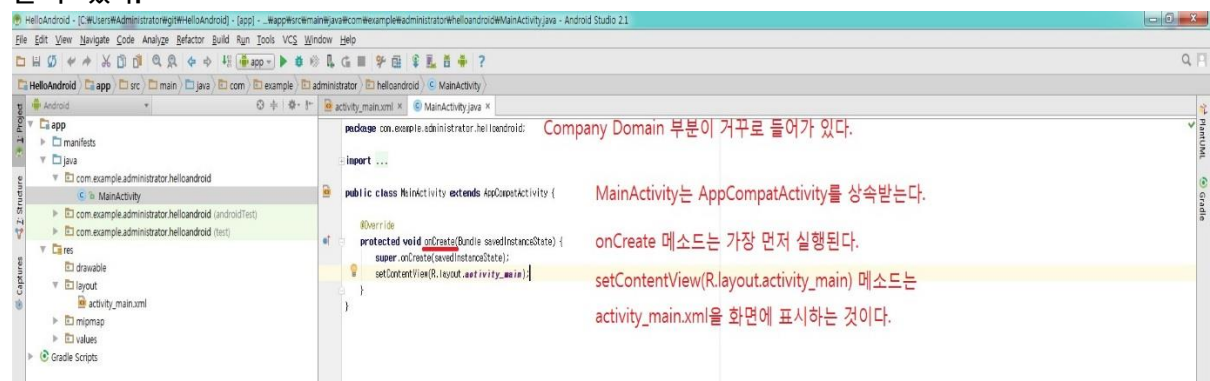 HelloAndroid - [C:₩Users₩Administrator₩git₩HelloAndroid] - [app] - ...₩app₩src₩main₩java₩com₩example₩administrator₩helloandroid₩MainActivity.java - Android Studio 2.1
File Edit View Navigate Code Analyze Refactor Build Run Tools VCS Window Help
app
HelloAndroid app src main java com example administrator helloandroid MainActivity
Android
activity_main.xml × MainActivity.java ×
1: Project
2: Structure
Captures
app
manifests
java
com.example.administrator.helloandroid
MainActivity
com.example.administrator.helloandroid (androidTest)
com.example.administrator.helloandroid (test)
res
drawable
layout
activity_main.xml
mipmap
values
Gradle Scripts
package com.example.administrator.helloandroid; Company Domain 부분이 거꾸로 들어가 있다.
import ...
public class MainActivity extends AppCompatActivity { MainActivity는 AppCompatActivity를 상속받는다.
@Override
protected void onCreate(Bundle savedInstanceState) { onCreate 메소드는 가장 먼저 실행된다.
super.onCreate(savedInstanceState);
setContentView(R.layout.activity_main); setContentView(R.layout.activity_main) 메소드는
}
} activity_main.xml을 화면에 표시하는 것이다.
PlantUML
Gradle